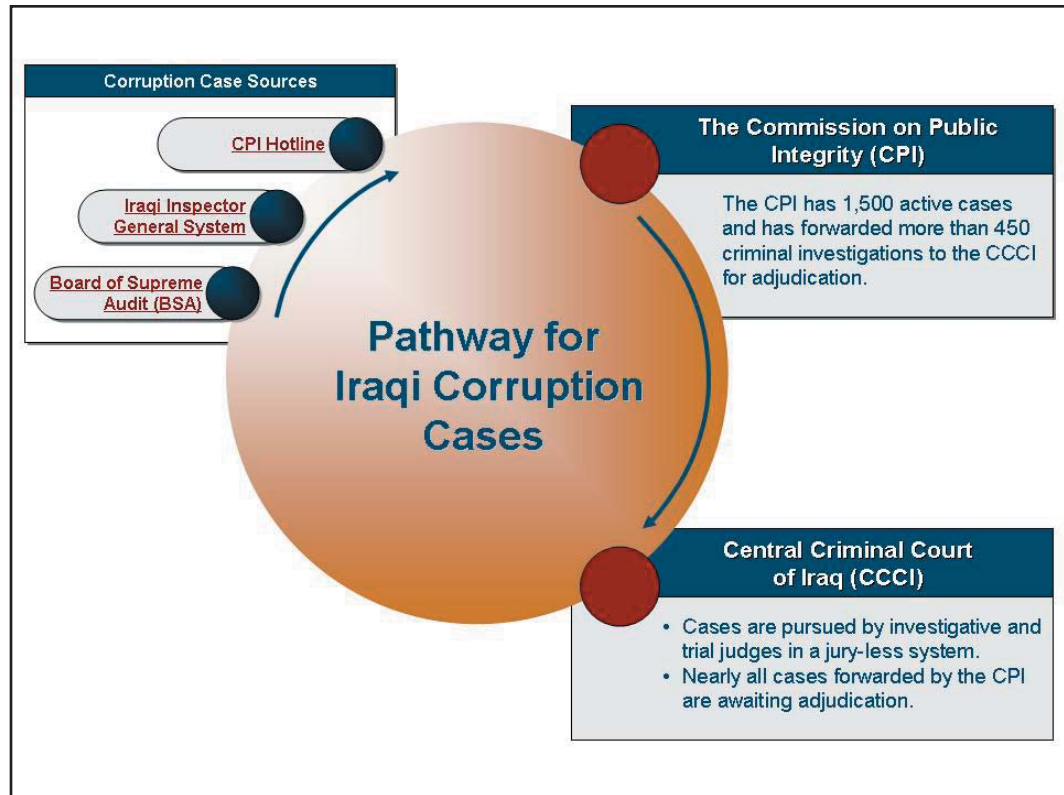 Corruption Case Sources
CPI Hotline
Iraqi Inspector
General System
Board of Supreme
Audit (BSA)
Pathway for
Iraqi Corruption
Cases
The Commission on Public
Integrity (CPI)
The CPI has 1,500 active cases
and has forwarded more than 450
criminal investigations to the CCCI
for adjudication.
Central Criminal Court
of Iraq (CCCI)
• Cases are pursued by investigative and
trial judges in a jury-less system.
• Nearly all cases forwarded by the CPI
are awaiting adjudication.